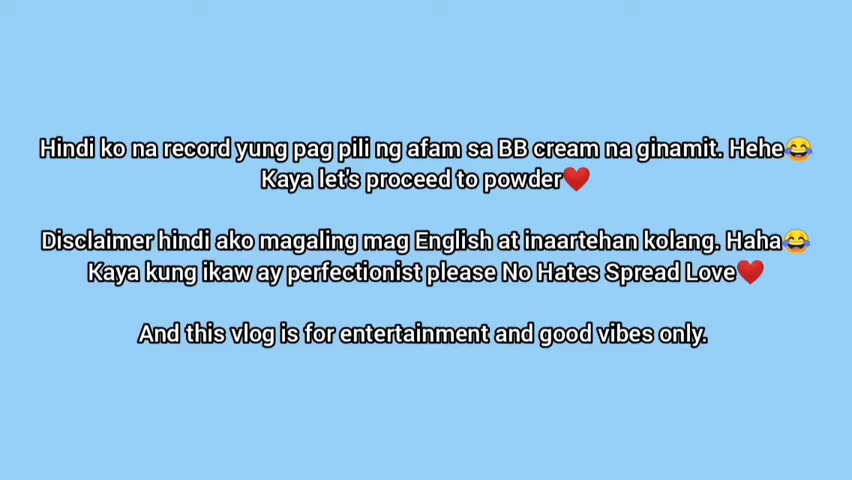 Hindi ko na record yung pag pili ng afam sa BB cream na ginamit. Hehe😂
Kaya let's proceed to powder❤️
Disclaimer hindi ako magaling mag English at inaartehan kolang. Haha😂
Kaya kung ikaw ay perfectionist please No Hates Spread Love❤️
And this vlog is for entertainment and good vibes only.